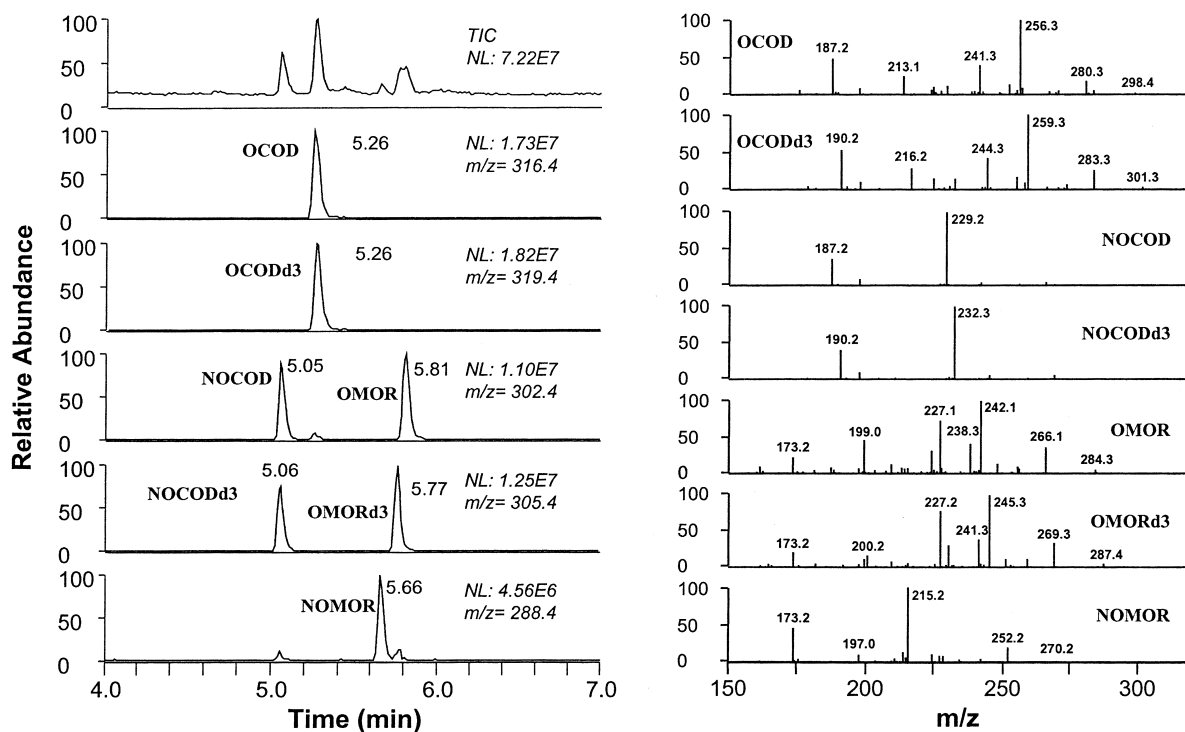 Relative Abundance
100
50
0
TIC
NL: 7.22E7
100
50
0
OCOD
5.26
NL: 1.73E7
m/z= 316.4
100
50
0
OCODd3
5.26
NL: 1.82E7
m/z= 319.4
100
50
0
NOCOD
5.05
OMOR
5.81
NL: 1.10E7
m/z= 302.4
100
50
0
NOCODd3
5.06
OMORd3
5.77
NL: 1.25E7
m/z= 305.4
100
50
0
NOMOR
5.66
NL: 4.56E6
m/z= 288.4
4.0 5.0 6.0 7.0
Time (min)
100
50
0
OCOD
187.2
213.1
241.3
256.3
280.3
298.4
100
50
0
OCODd3
190.2
216.2
244.3
259.3
283.3
301.3
100
50
0
187.2
229.2
NOCOD
100
50
0
190.2
232.3
NOCODd3
100
50
0
173.2
199.0
227.1
238.3
242.1
266.1
284.3
OMOR
100
50
0
173.2
200.2
227.2
241.3
245.3
269.3
287.4
OMORd3
100
50
0
173.2
197.0
215.2
252.2
270.2
NOMOR
150 200 250 300
m/z